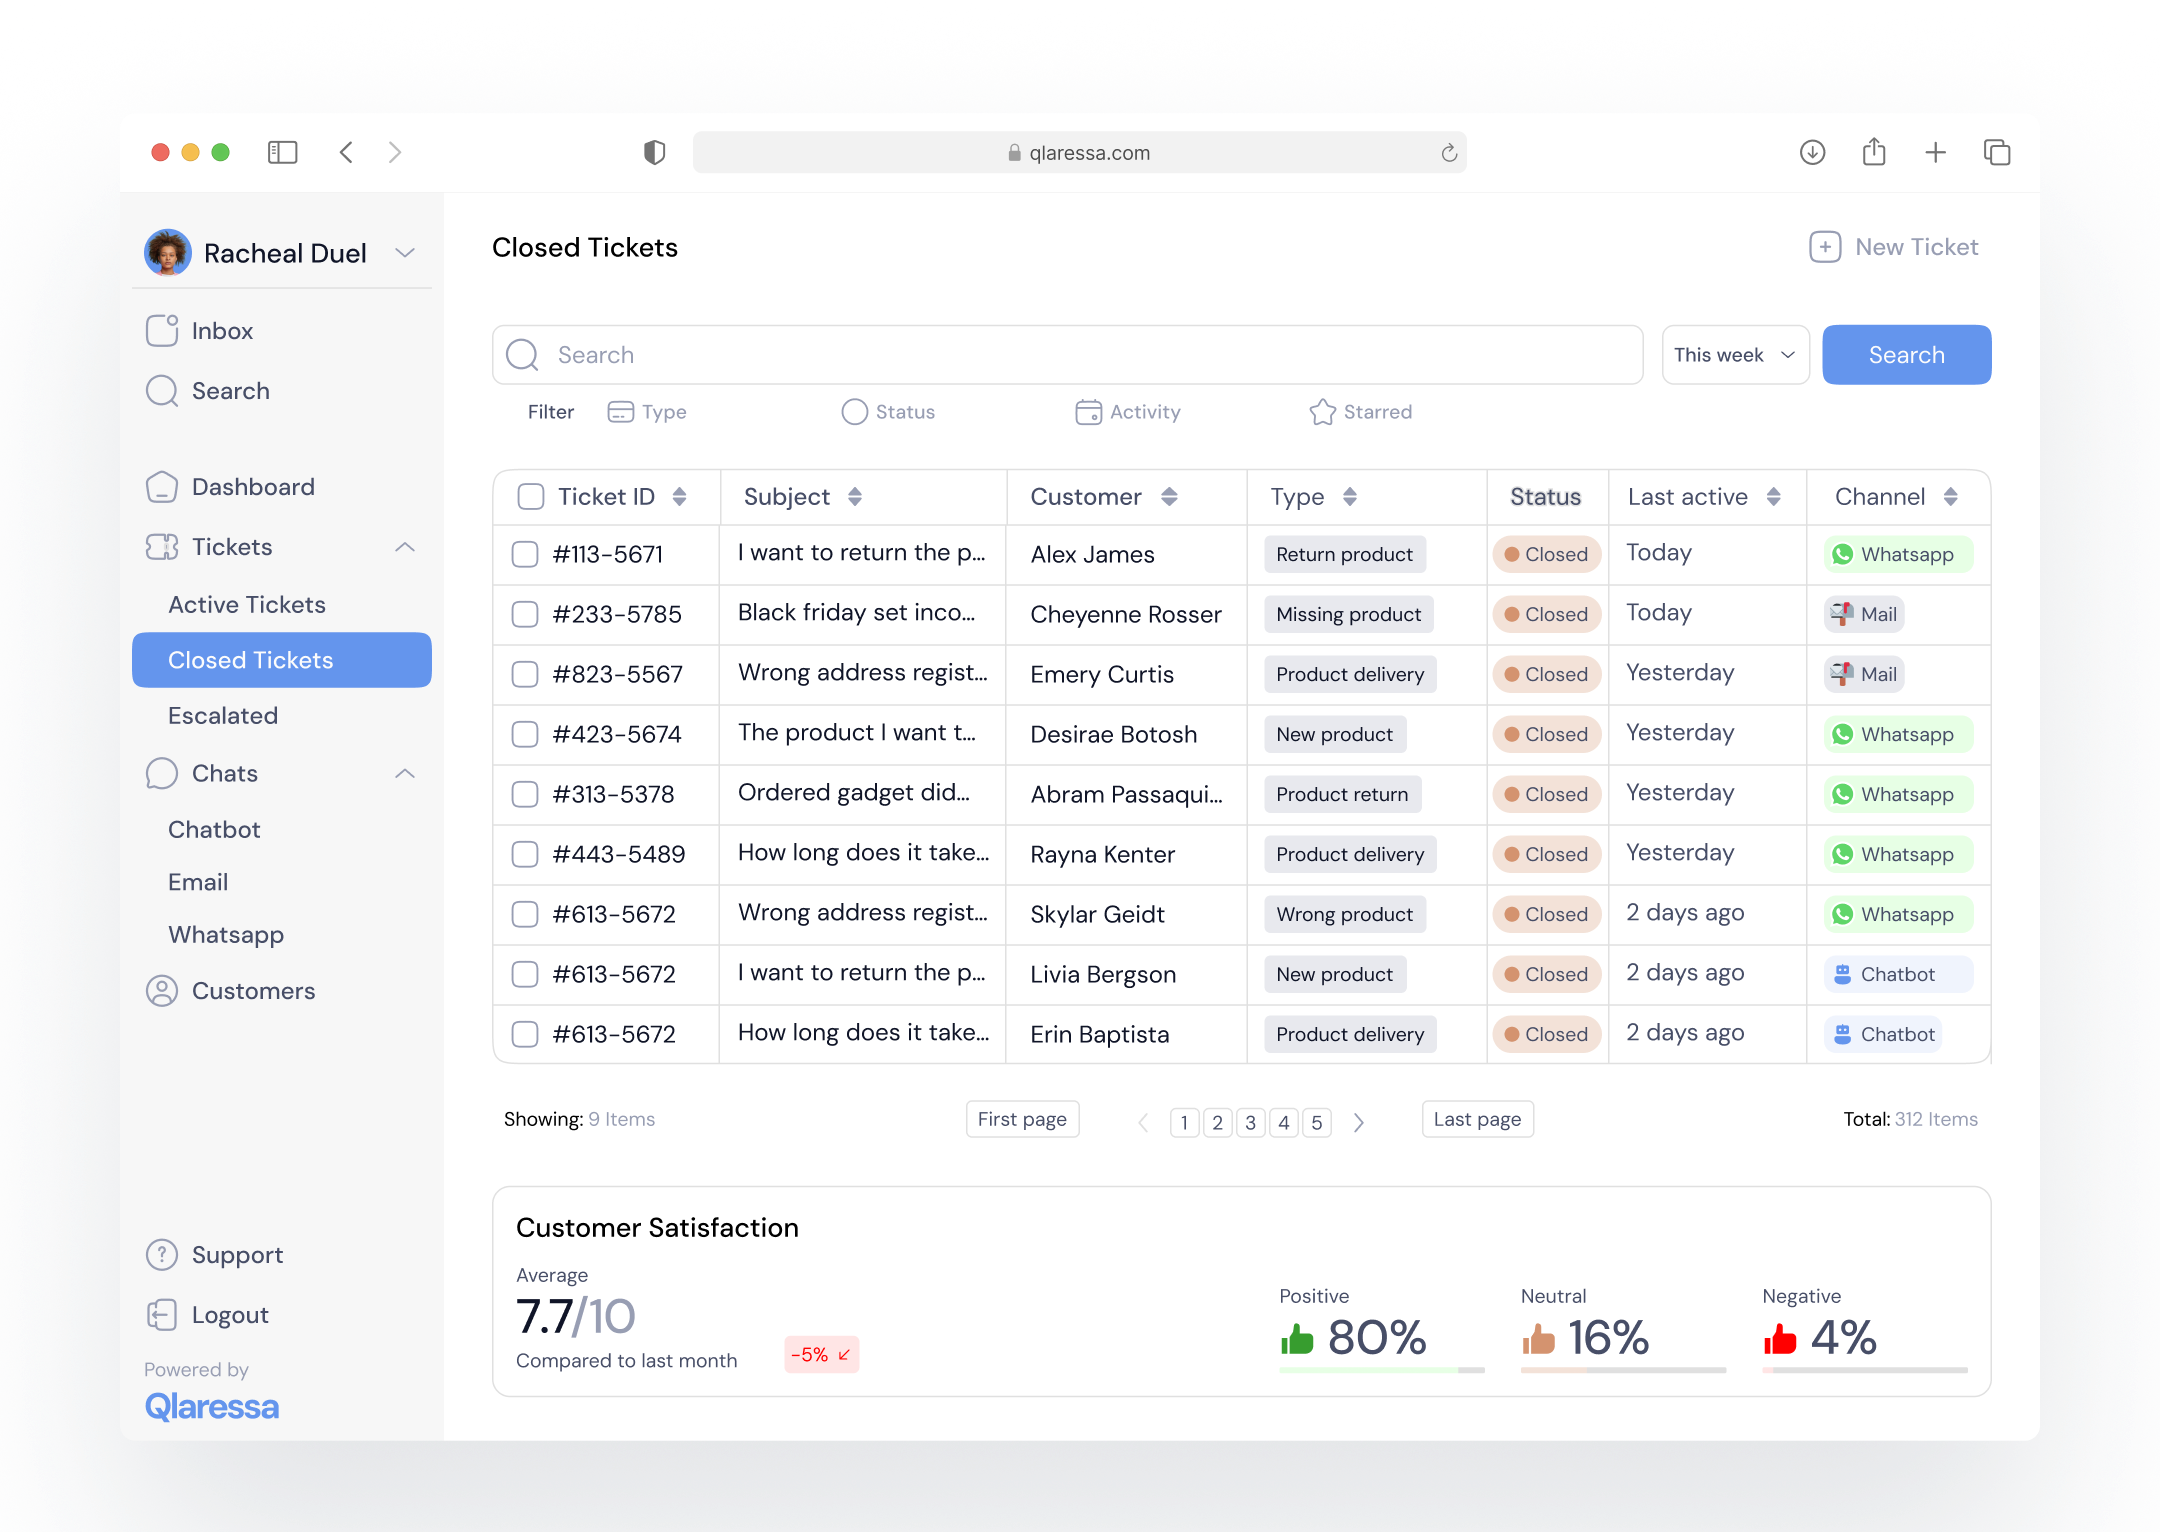 qlaressa.com
Racheal Duel
Inbox
Search
Dashboard
Tickets
Active Tickets
Closed Tickets
Escalated
Chats
Chatbot
Email
Whatsapp
Customers
Support
Logout
Powered by
Qlaressa
Closed Tickets
New Ticket
Search
This week
Search
Filter Type Status Activity Starred
Ticket ID Subject Customer Type Status Last active Channel
#113-5671 I want to return the p... Alex James Return product Closed Today Whatsapp
#233-5785 Black friday set inco... Cheyenne Rosser Missing product Closed Today Mail
#823-5567 Wrong address regist... Emery Curtis Product delivery Closed Yesterday Mail
#423-5674 The product I want t... Desirae Botosh New product Closed Yesterday Whatsapp
#313-5378 Ordered gadget did... Abram Passaqui... Product return Closed Yesterday Whatsapp
#443-5489 How long does it take... Rayna Kenter Product delivery Closed Yesterday Whatsapp
#613-5672 Wrong address regist... Skylar Geidt Wrong product Closed 2 days ago Whatsapp
#613-5672 I want to return the p... Livia Bergson New product Closed 2 days ago Chatbot
#613-5672 How long does it take... Erin Baptista Product delivery Closed 2 days ago Chatbot
Showing: 9 Items First page 1 2 3 4 5 Last page Total: 312 Items
Customer Satisfaction
Average
7.7/10
Compared to last month -5%
Positive Neutral Negative
80% 16% 4%